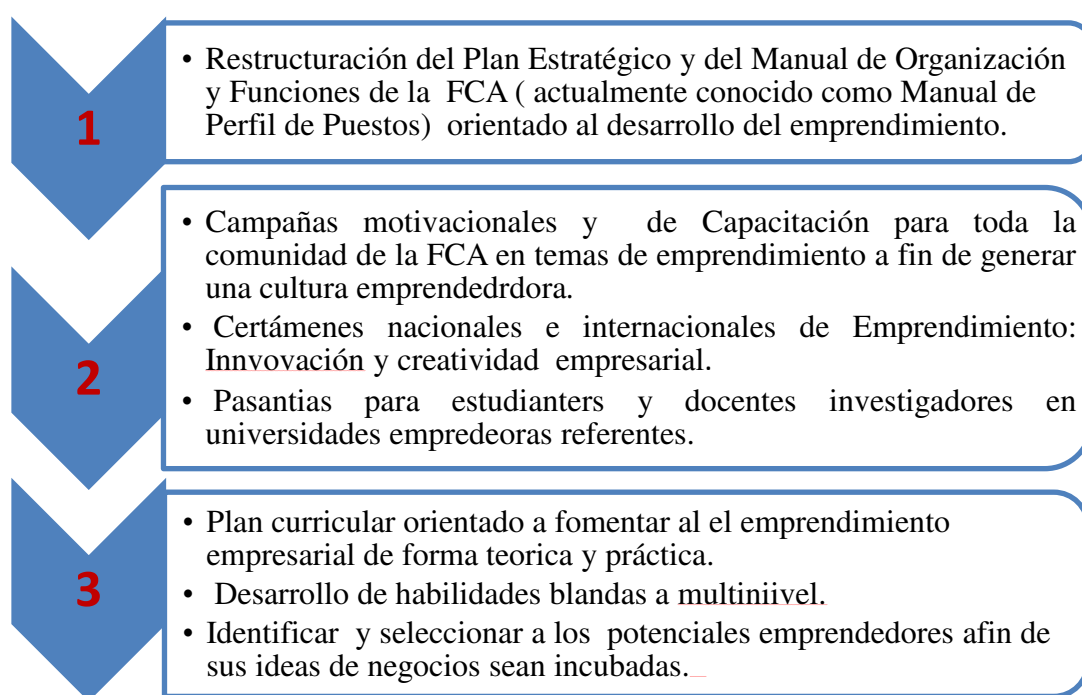 1
• Restructuración del Plan Estratégico y del Manual de Organización
y Funciones de la FCA ( actualmente conocido como Manual de
Perfil de Puestos) orientado al desarrollo del emprendimiento.
2
• Campañas motivacionales y de Capacitación para toda la
comunidad de la FCA en temas de emprendimiento a fin de generar
una cultura emprendedrdora.
• Certámenes nacionales e internacionales de Emprendimiento:
Innvovación y creatividad empresarial.
• Pasantias para estudianters y docentes investigadores en
universidades empredeoras referentes.
3
• Plan curricular orientado a fomentar al el emprendimiento
empresarial de forma teorica y práctica.
• Desarrollo de habilidades blandas a multiniivel.
• Identificar y seleccionar a los potenciales emprendedores afin de
sus ideas de negocios sean incubadas.